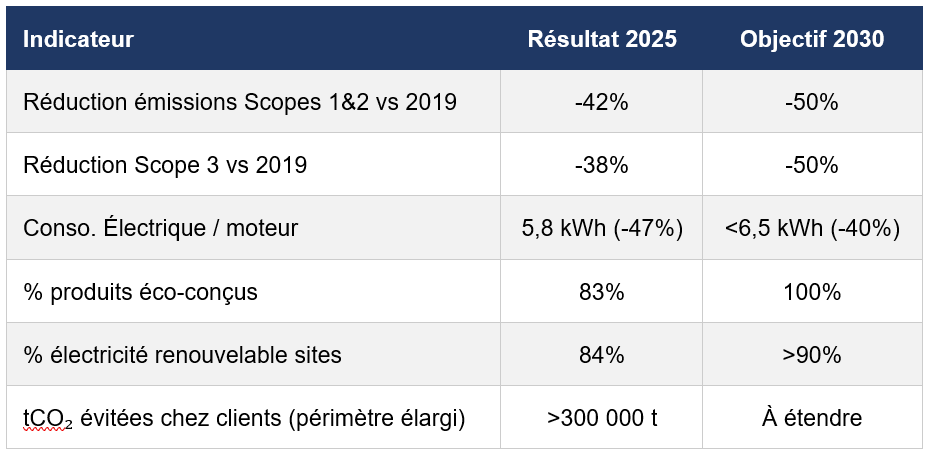 Indicateur Résultat 2025 Objectif 2030
Réduction émissions Scopes 1&2 vs 2019 -42% -50%
Réduction Scope 3 vs 2019 -38% -50%
Conso. Électrique / moteur 5,8 kWh (-47%) <6,5 kWh (-40%)
% produits éco-conçus 83% 100%
% électricité renouvelable sites 84% >90%
tCO₂ évitées chez clients (périmètre élargi) >300 000 t À étendre